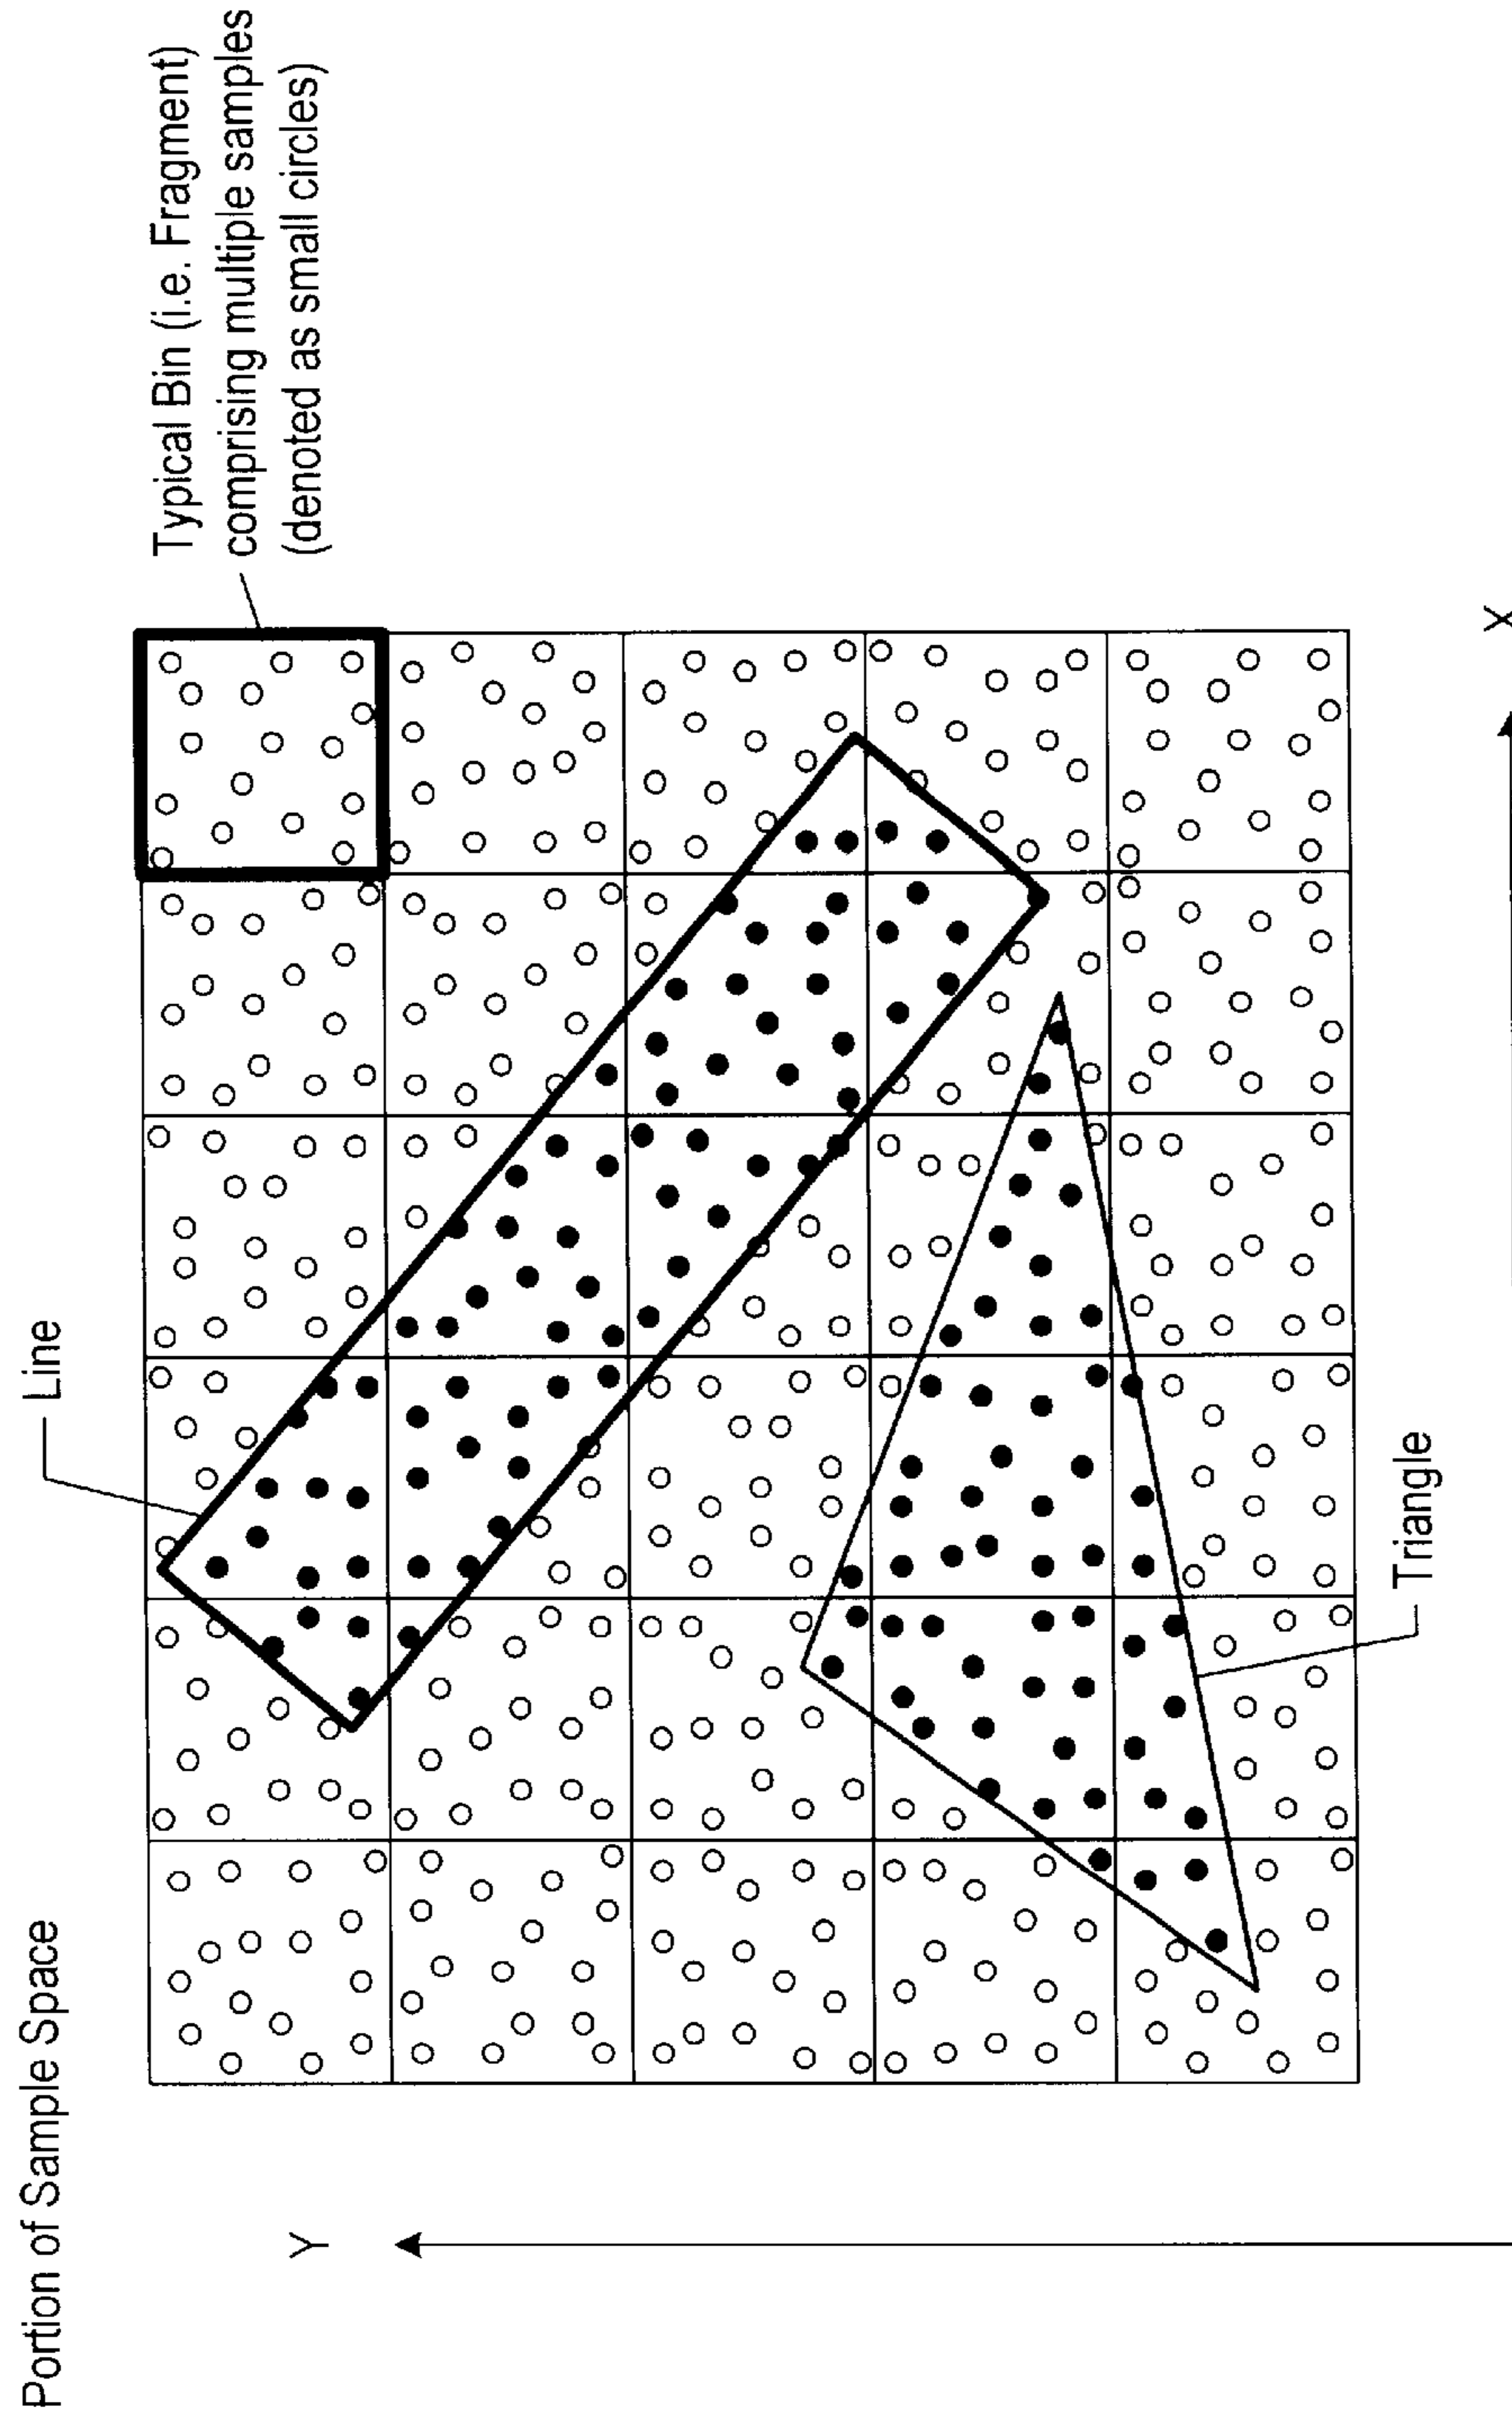 Portion of Sample Space
Line
Typical Bin (i.e. Fragment)
comprising multiple samples
(denoted as small circles)
Y
Triangle
X